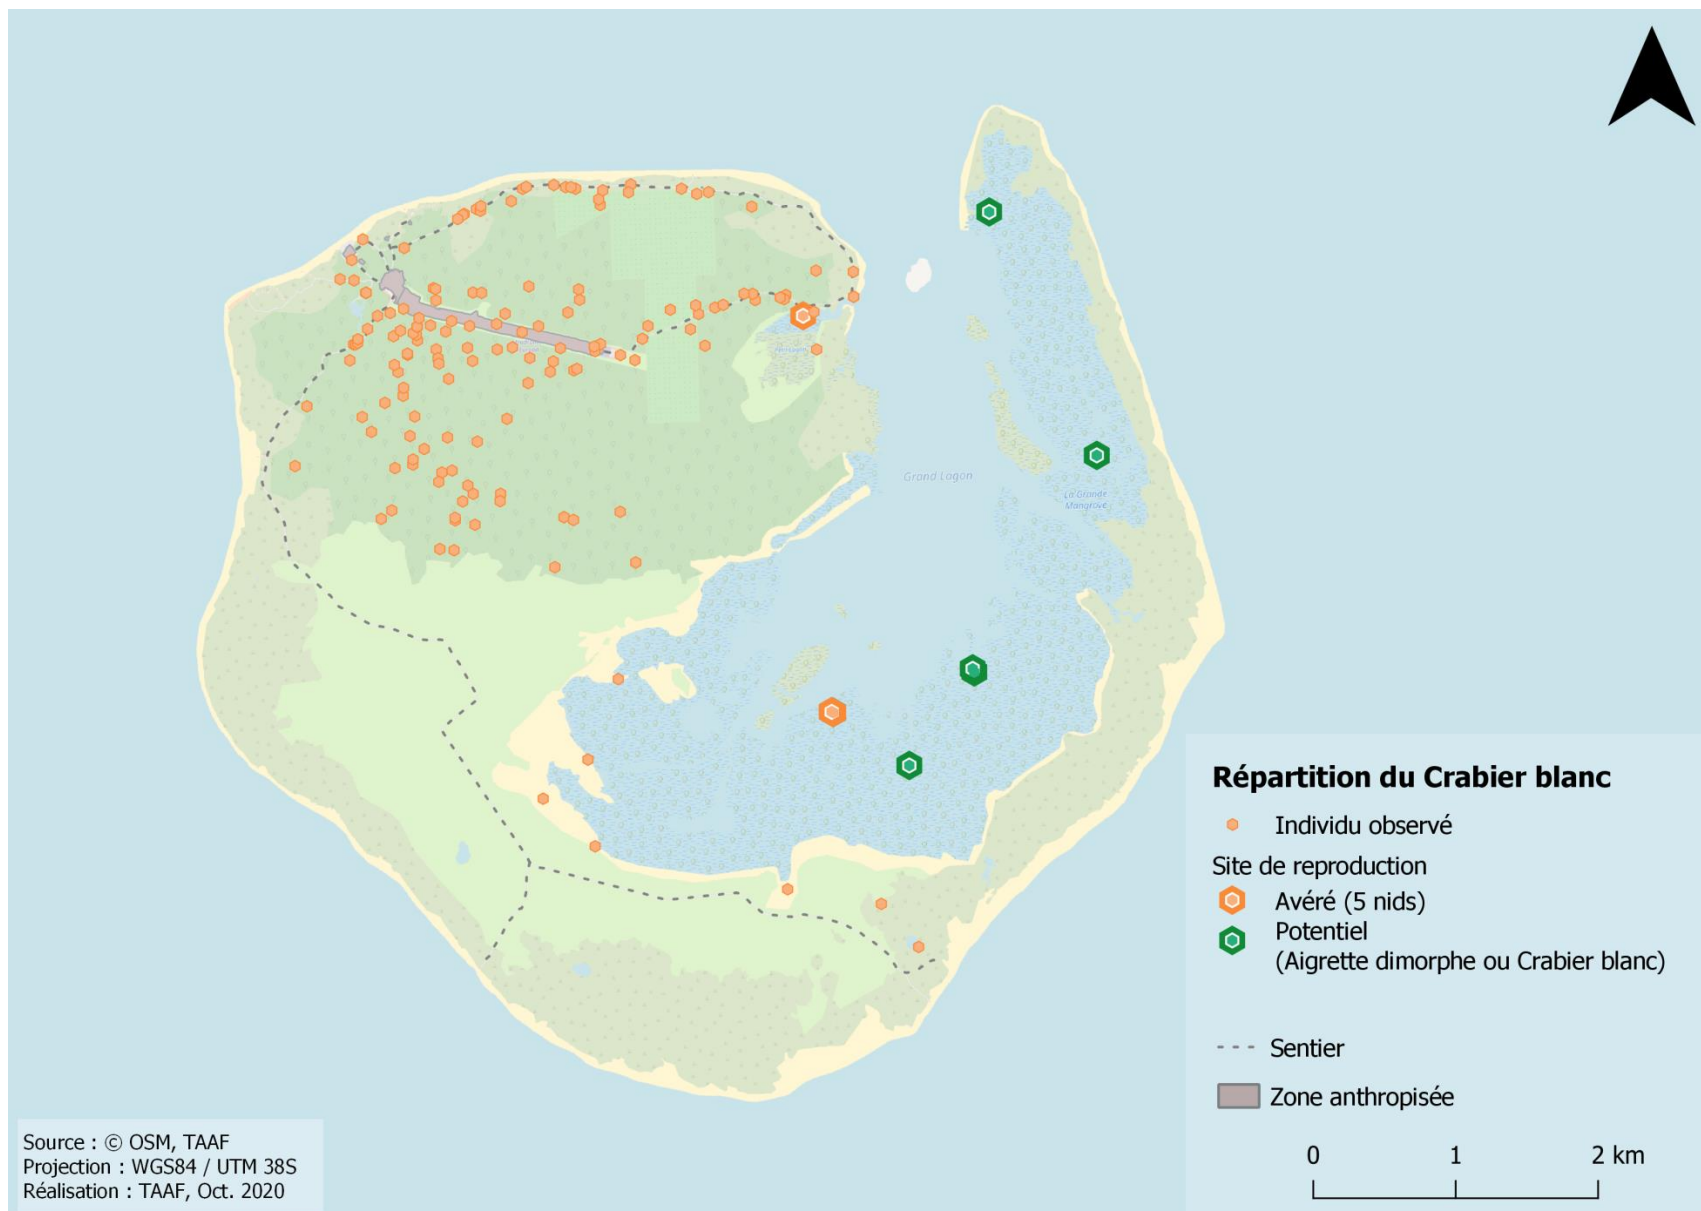 Grand Lagon
La Grande
Mangrove
Répartition du Crabier blanc
Individu observé
Site de reproduction
Avéré (5 nids)
Potentiel
(Aigrette dimorphe ou Crabier blanc)
Sentier
Zone anthropisée
0 1 2 km
Source : © OSM, TAAF
Projection : WGS84 / UTM 38S
Réalisation : TAAF, Oct. 2020